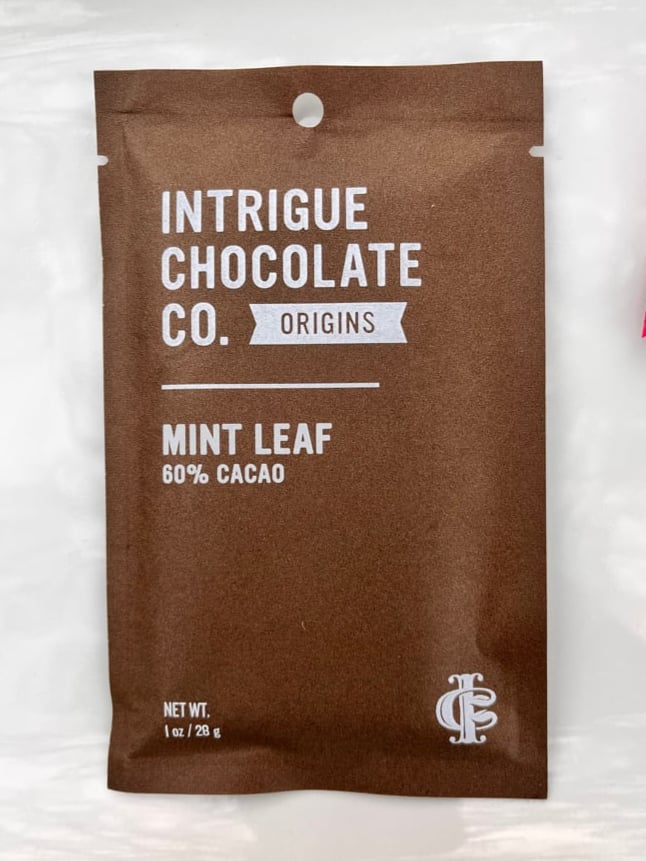 INTRIGUE
CHOCOLATE
CO. ORIGINS
MINT LEAF
60% CACAO
NET WT.
1 oz / 28 g